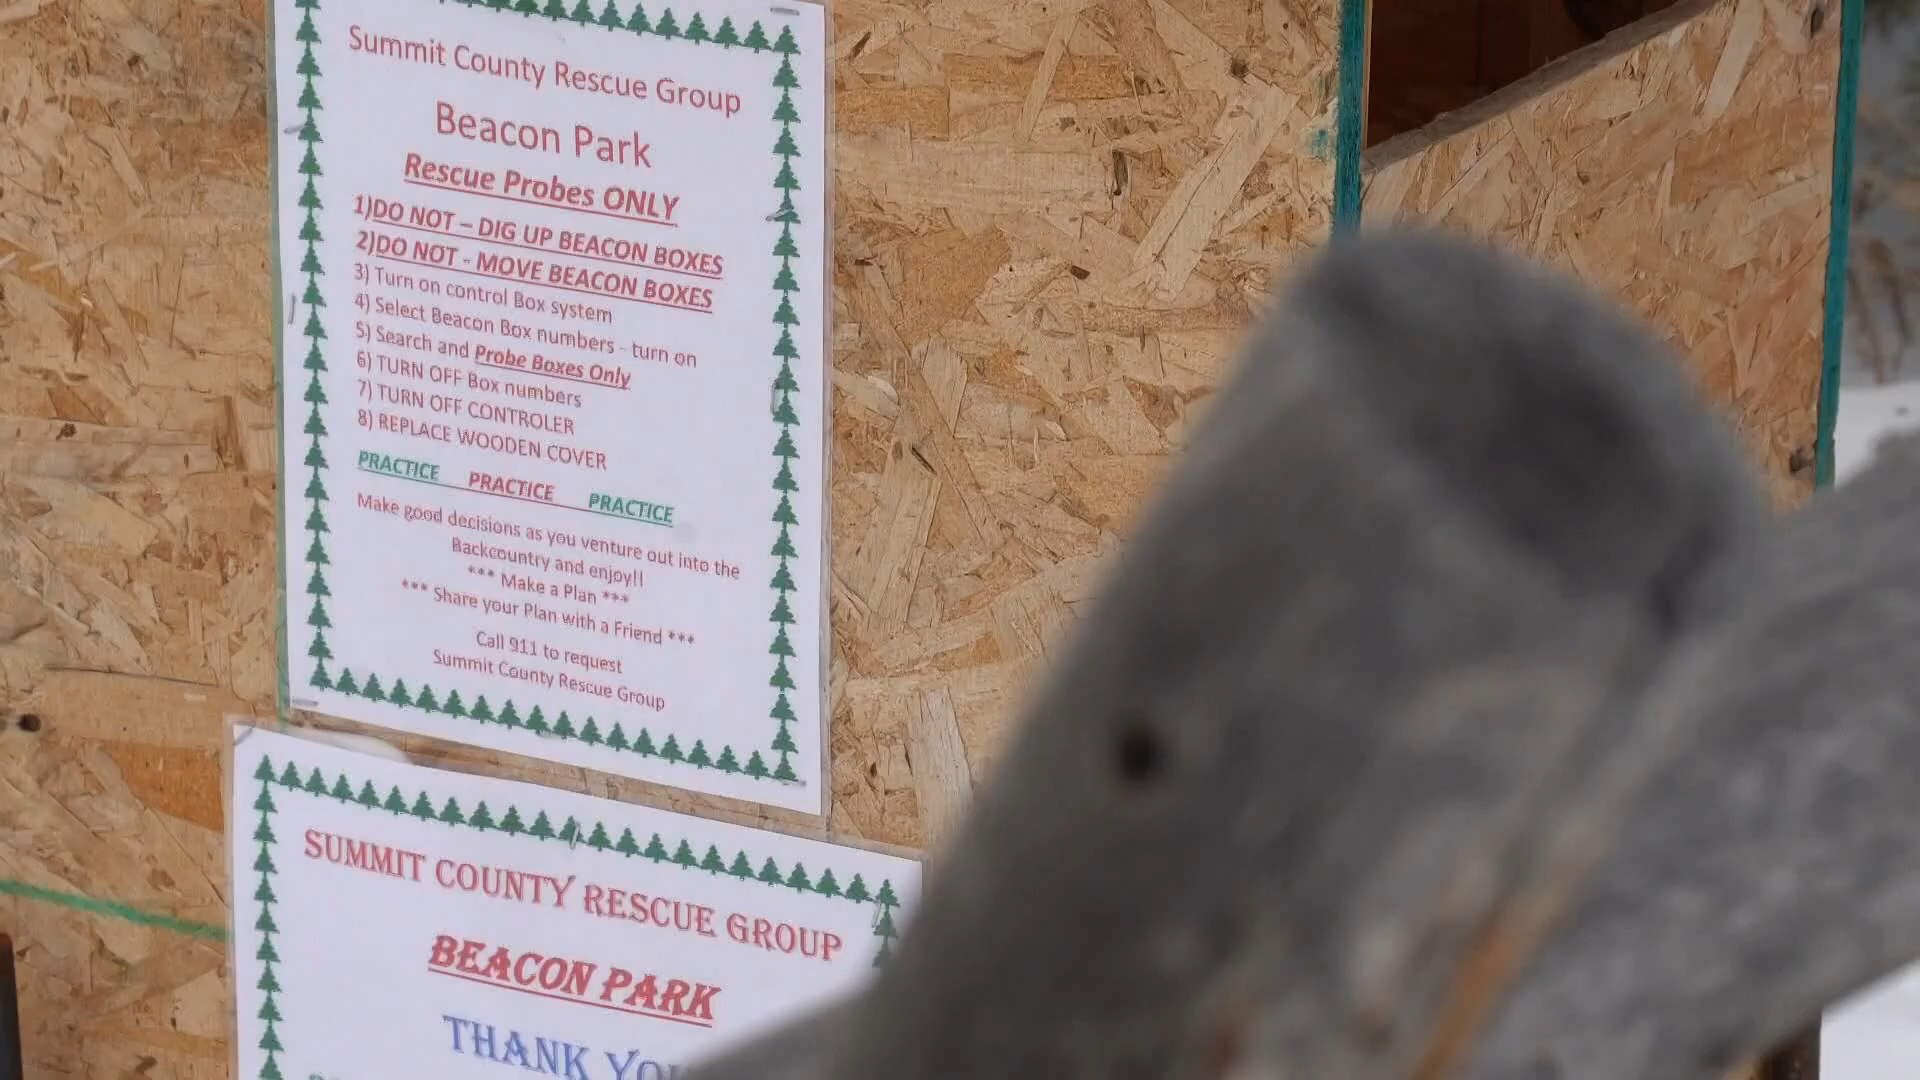 Summit County Rescue Group
Beacon Park
Rescue Probes ONLY
1)DO NOT – DIG UP BEACON BOXES
2)DO NOT - MOVE BEACON BOXES
3) Turn on control Box system
4) Select Beacon Box numbers - turn on
5) Search and Probe Boxes Only
6) TURN OFF Box numbers
7) TURN OFF CONTROLER
8) REPLACE WOODEN COVER
PRACTICE PRACTICE PRACTICE
Make good decisions as you venture out into the
Backcountry and enjoy!!
*** Make a Plan ***
*** Share your Plan with a Friend ***
Call 911 to request
Summit County Rescue Group
SUMMIT COUNTY RESCUE GROUP
BEACON PARK
THANK